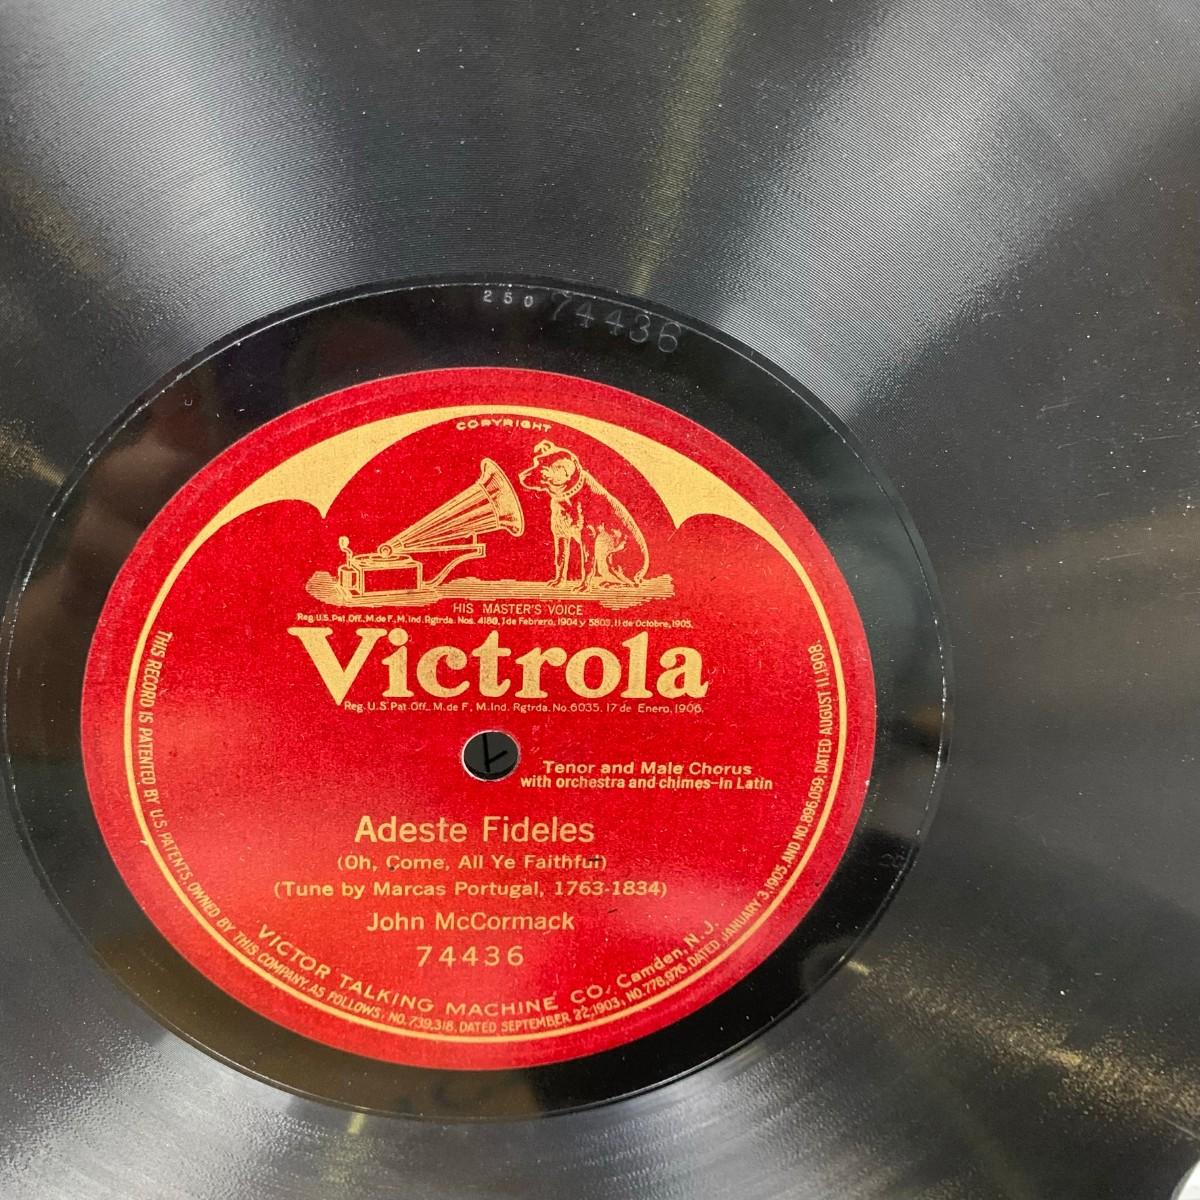 250 74436
COPYRIGHT
HIS MASTER'S VOICE
Reg.U.S.Pat.Off.,M.de F.,M.Ind.Rgtrda.Nos.4180,1 de Febrero,1904 y 5803,11 de Octobre,1905.
Victrola
Reg.U.S.Pat.Off.,M.de F., M.Ind. Rgtrda.No.6035, 17 de Enero,1906.
Tenor and Male Chorus
with orchestra and chimes-In Latin
Adeste Fideles
(Oh, Come, All Ye Faithful)
(Tune by Marcas Portugal, 1763-1834)
John McCormack
74436
VICTOR TALKING MACHINE CO. Camden, N.J.
THIS RECORD IS PATENTED BY U.S. PATENTS, OWNED BY THIS COMPANY, AS FOLLOWS: NO.739,318, DATED SEPTEMBER 22,1903; NO.778,976, DATED JANUARY 3,1905, AND NO.896,059, DATED AUGUST 11,1908.